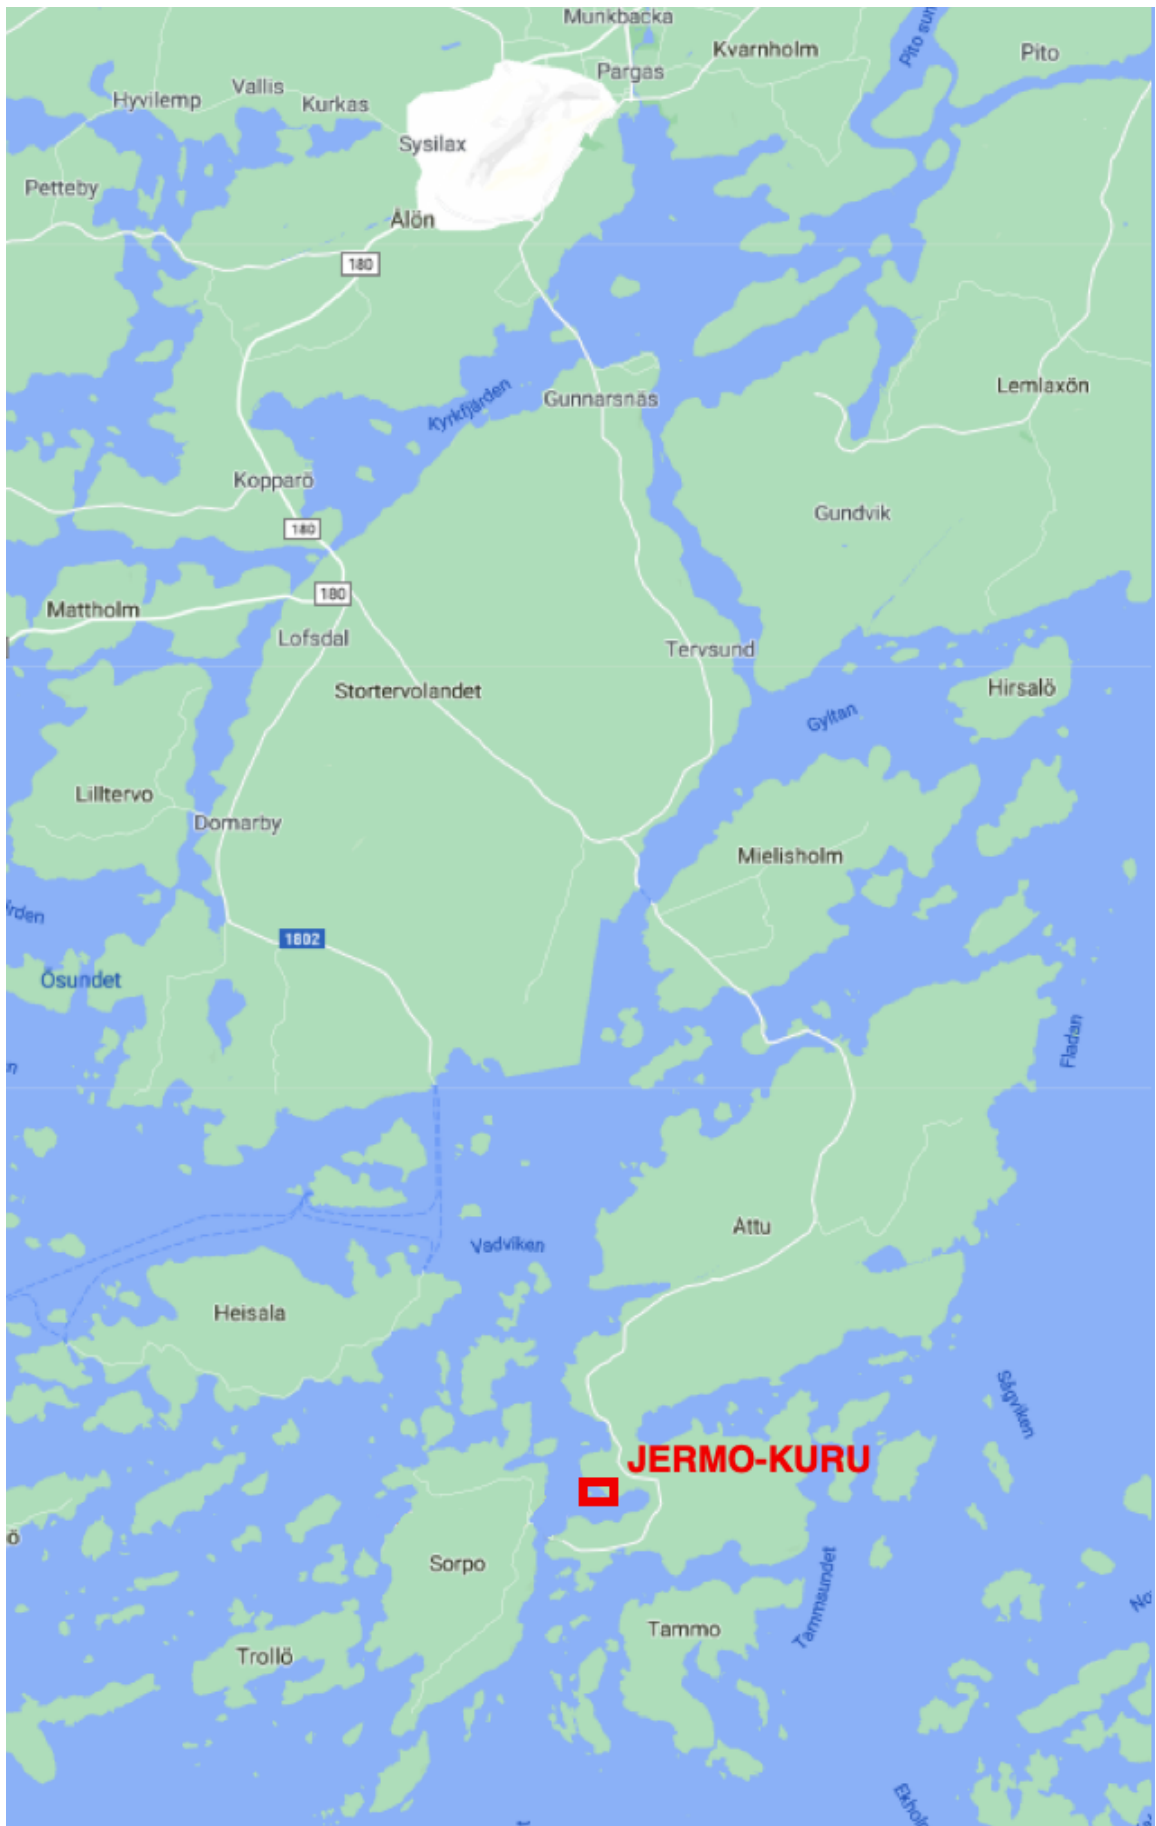 Munkbacka
Kvarnholm
Pito
Pargas
Vallis
Hyvilemp
Kurkas
Sysilax
Petteby
Ålön
180
Lemlaxön
Kyrkfjärden
Gunnarsnäs
Kopparö
Gundvik
180
180
Mattholm
Lofsdal
Tervsund
Hirsalö
Stortervolandet
Gyltan
Lilltervo
Domarby
Mielisholm
1802
Ösundet
Fladan
Attu
Vadviken
Heisala
Sågviken
JERMO-KURU
ö
Sorpo
Tammsundet
Tammo
Trollö